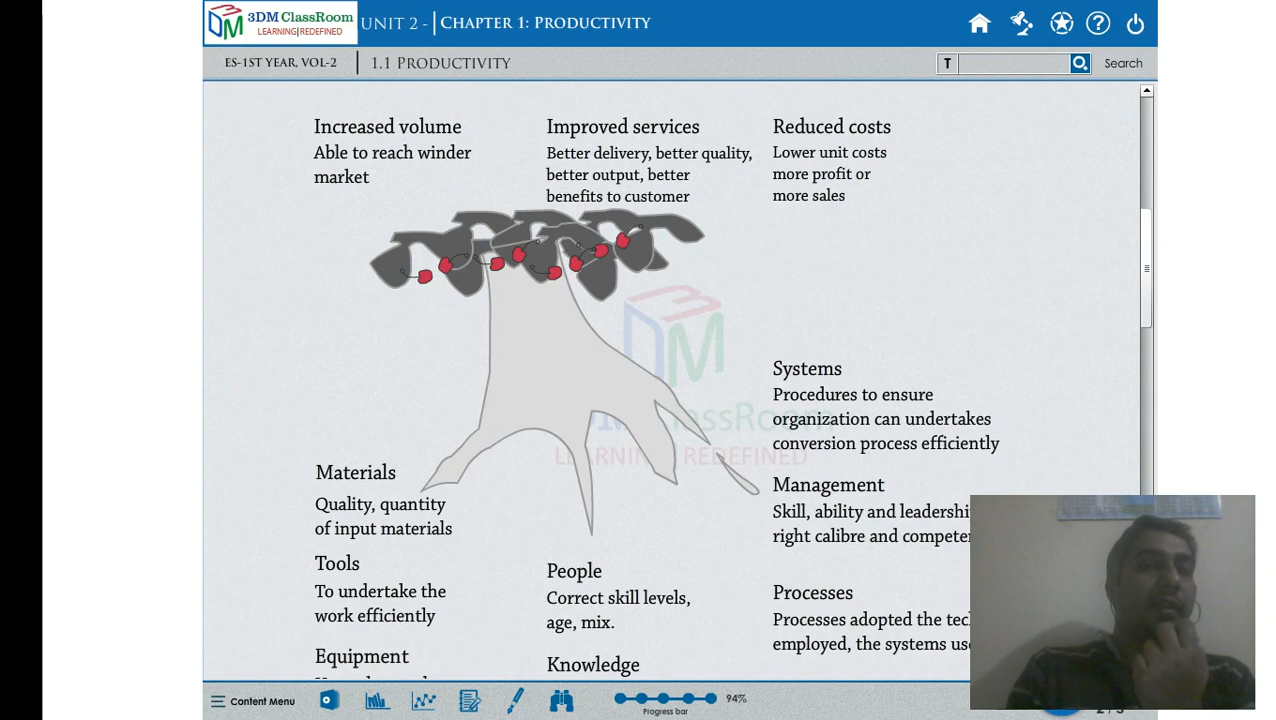 3DM ClassRoom
LEARNING|REDEFINED
UNIT 2 - CHAPTER 1: PRODUCTIVITY
ES-1ST YEAR, VOL-2
1.1 PRODUCTIVITY
T
Search
Increased volume
Able to reach winder
market
Improved services
Better delivery, better quality,
better output, better
benefits to customer
Reduced costs
Lower unit costs
more profit or
more sales
3DM ClassRoom
LEARNING REDEFINED
Systems
Procedures to ensure
organization can undertakes
conversion process efficiently
Materials
Quality, quantity
of input materials
Management
Skill, ability and
right calibre and
Tools
To undertake the
work efficiently
People
Correct skill levels,
age, mix.
Processes
Processes adopted the
employed, the systems
Equipment
Knowledge
Content Menu
Progress bar
94%